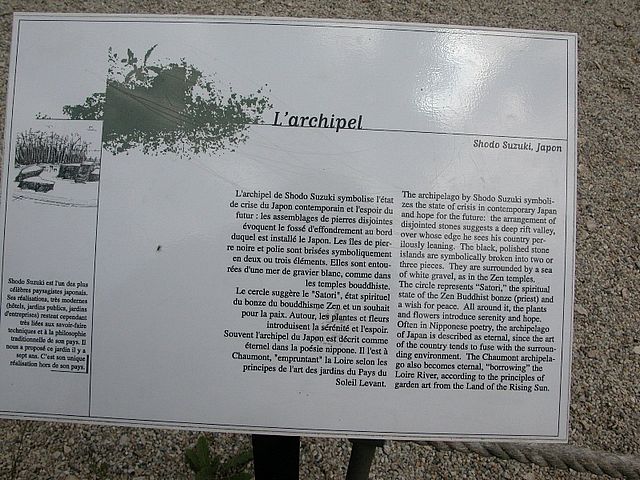 L'archipel
Shodo Suzuki, Japon
L'archipel de Shodo Suzuki symbolise l'état
de crise du Japon contemporain et l'espoir du
futur : les assemblages de pierres disjointes
évoquent le fossé d'effondrement au bord
duquel est installé le Japon. Les îles de pier-
re noire et polie sont brisées symboliquement
en deux ou trois éléments. Elles sont entou-
rées d'une mer de gravier blanc, comme dans
les temples bouddhiste.
Le cercle suggère le "Satori", état spirituel
du bonze du bouddhisme Zen et un souhait
pour la paix. Autour, les plantes et fleurs
introduisent la sérénité et l'espoir.
Souvent l'archipel du Japon est décrit comme
éternel dans la poésie nippone. Il l'est à
Chaumont, "empruntant" la Loire selon les
principes de l'art des jardins du Pays du
Soleil Levant.
The archipelago by Shodo Suzuki symboli-
zes the state of crisis in contemporary Japan
and hope for the future: the arrangement of
disjointed stones suggests a deep rift valley,
over whose edge he sees his country per-
ilously leaning. The black, polished stone
islands are symbolically broken into two or
three pieces. They are surrounded by a sea
of white gravel, as in the Zen temples.
The circle represents "Satori," the spiritual
state of the Zen Buddhist bonze (priest) and
a wish for peace. All around it, the plants
and flowers introduce serenity and hope.
Often in Nipponese poetry, the archipelago
of Japan is described as eternal, since the art
of the country tends to fuse with the surroun-
ding environment. The Chaumont archipela-
go also becomes eternal, "borrowing" the
Loire River, according to the principles of
garden art from the Land of the Rising Sun.
Shodo Suzuki est l'un des plus
célèbres paysagistes japonais.
Ses réalisations, très modernes
(hôtels, jardins publics, jardins
d'entreprises) restent cependant
très liées aux savoir-faire
techniques et à la philosophie
traditionnelle de son pays. Il
nous a proposé ce jardin il y a
sept ans. C'est son unique
réalisation hors de son pays.